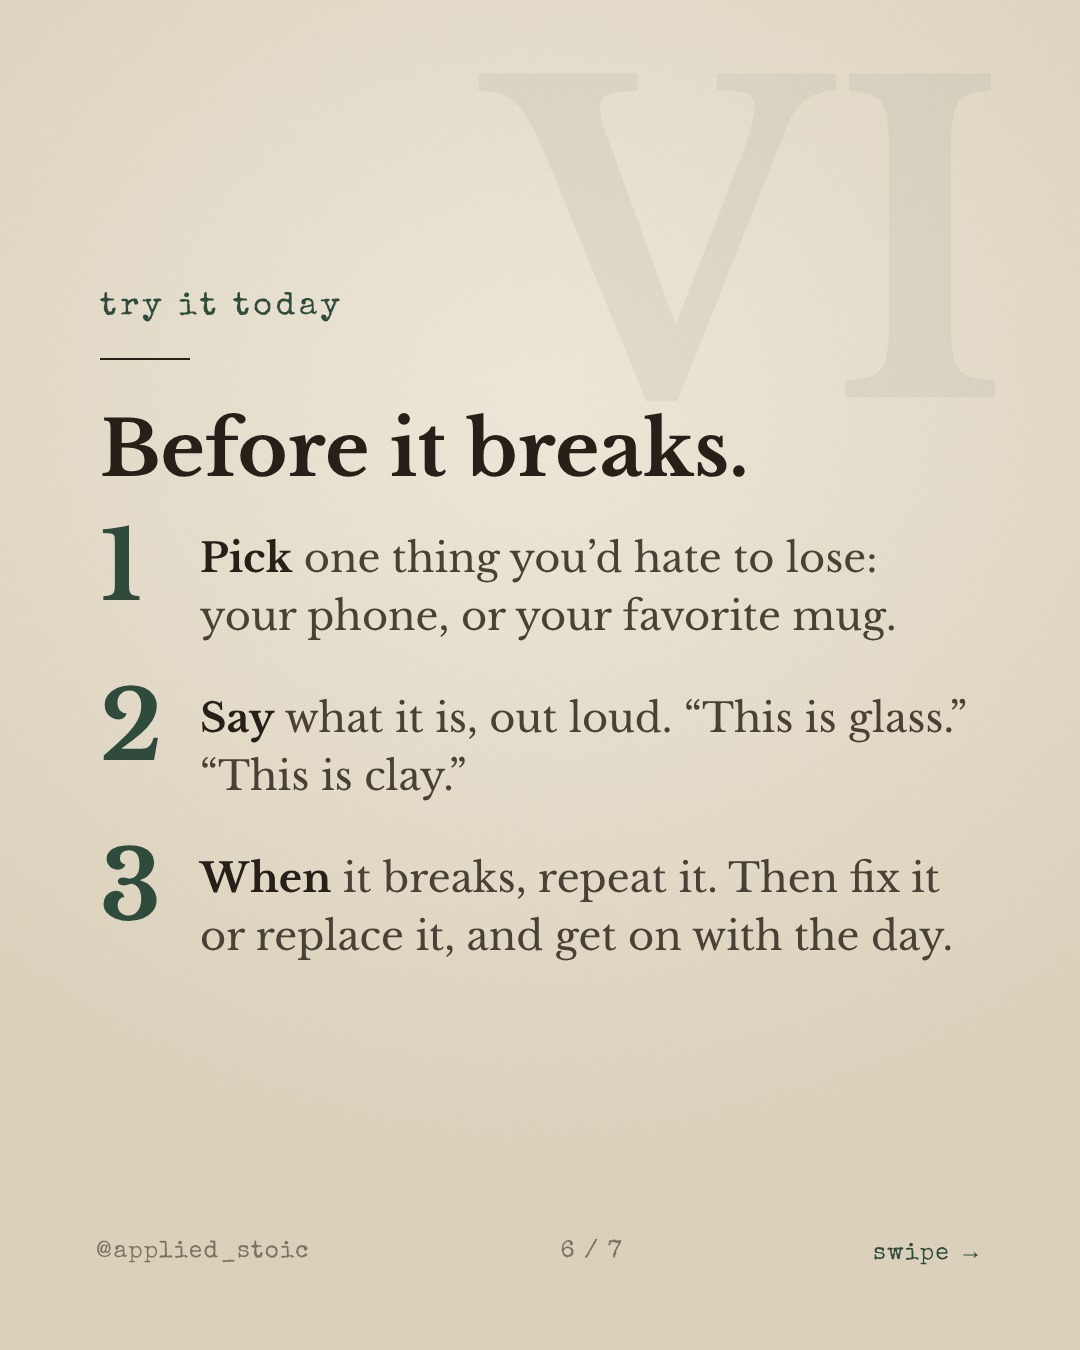 VI
try it today
Before it breaks.
1 Pick one thing you’d hate to lose:
your phone, or your favorite mug.
2 Say what it is, out loud. “This is glass.”
“This is clay.”
3 When it breaks, repeat it. Then fix it
or replace it, and get on with the day.
@applied_stoic 6 / 7 swipe →